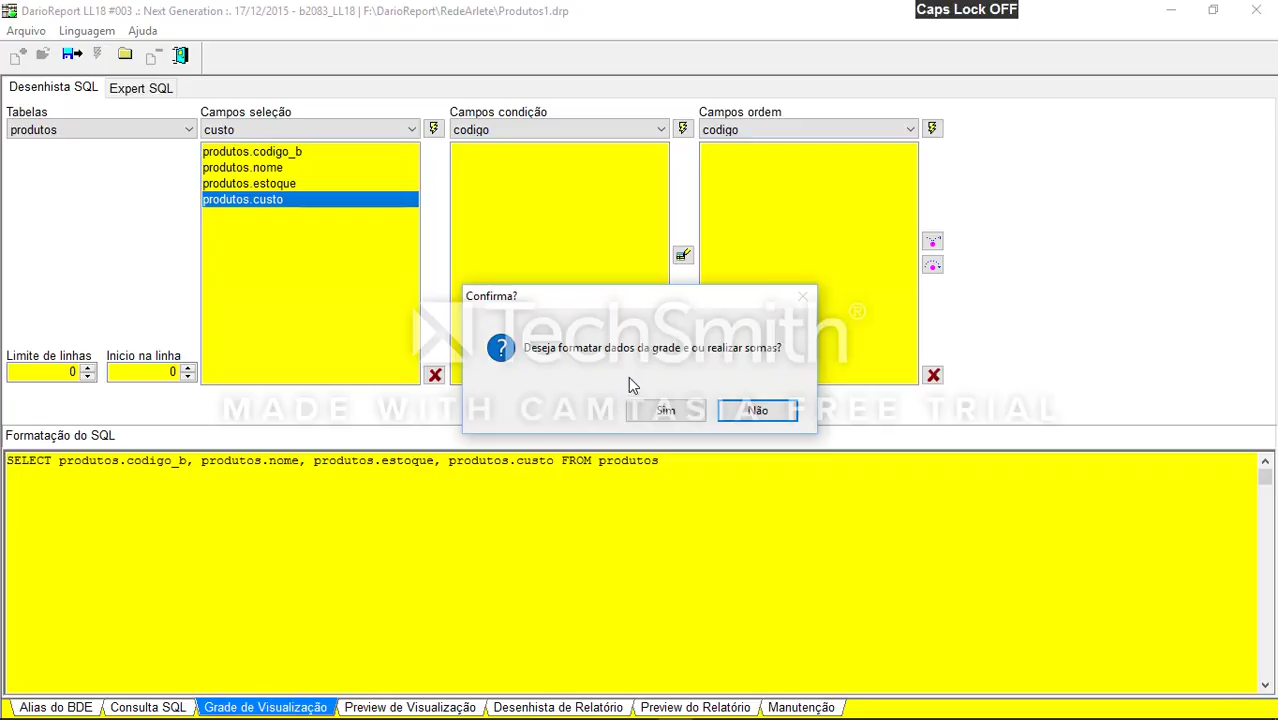 DarioReport LL18 #003 .: Next Generation :. 17/12/2015 - b2083_LL18 | F:\DarioReport\RedeArlete\Produtos1.drp
Caps Lock OFF
Arquivo Linguagem Ajuda
Desenhista SQL Expert SQL
Tabelas Campos seleção Campos condição Campos ordem
produtos custo codigo codigo
produtos.codigo_b
produtos.nome
produtos.estoque
produtos.custo
Confirma?
TechSmith®
Deseja formatar dados da grade e ou realizar somas?
Limite de linhas Inicio na linha
0 0
MADE WITH CAMTASIA FREE TRIAL
Sim Não
Formatação do SQL
SELECT produtos.codigo_b, produtos.nome, produtos.estoque, produtos.custo FROM produtos
Alias do BDE Consulta SQL Grade de Visualização Preview de Visualização Desenhista de Relatório Preview do Relatório Manutenção